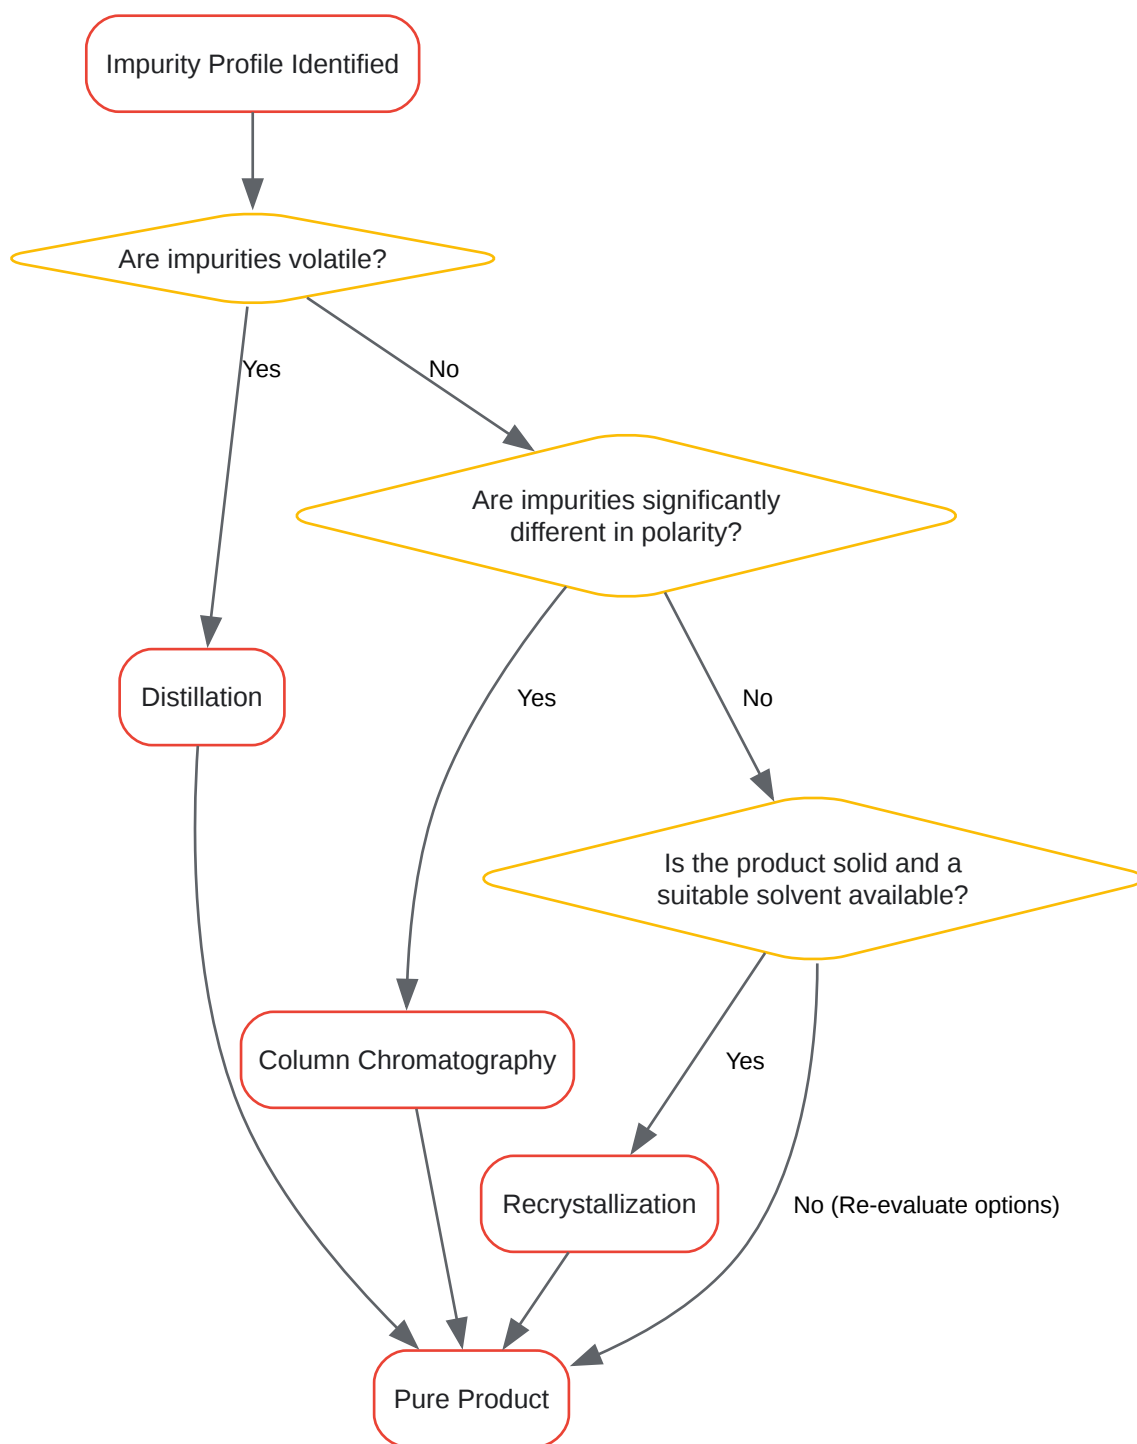 Impurity Profile Identified
Are impurities volatile?
Yes
No
Are impurities significantly
different in polarity?
Distillation
Yes
No
Is the product solid and a
suitable solvent available?
Column Chromatography
Yes
Recrystallization
No (Re-evaluate options)
Pure Product